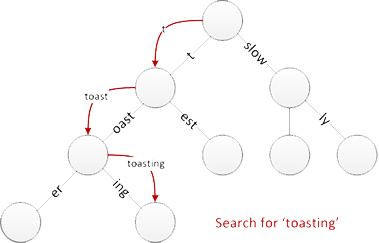 t
t
slow
toast
oast
est
ly
toasting
er
ing
Search for 'toasting'